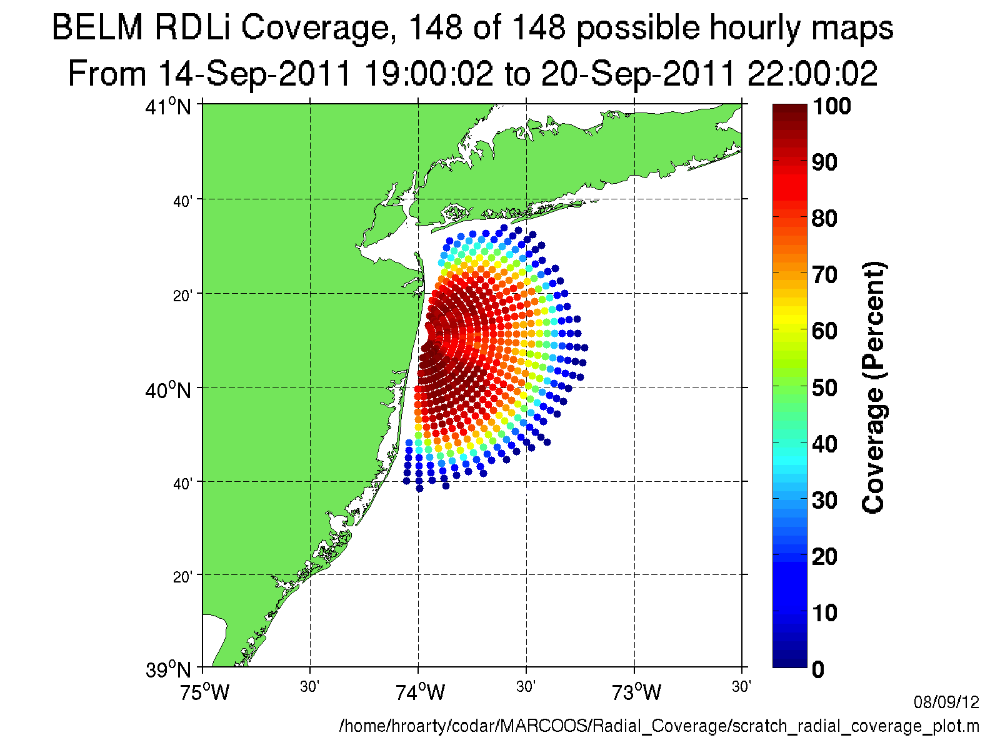 BELM RDLi Coverage, 148 of 148 possible hourly maps
From 14-Sep-2011 19:00:02 to 20-Sep-2011 22:00:02
41°N
40'
20'
40°N
40'
20'
39°N
75°W 30' 74°W 30' 73°W 30'
100
90
80
70
60
50
40
30
20
10
0
Coverage (Percent)
08/09/12
/home/hroarty/codar/MARCOOS/Radial_Coverage/scratch_radial_coverage_plot.m